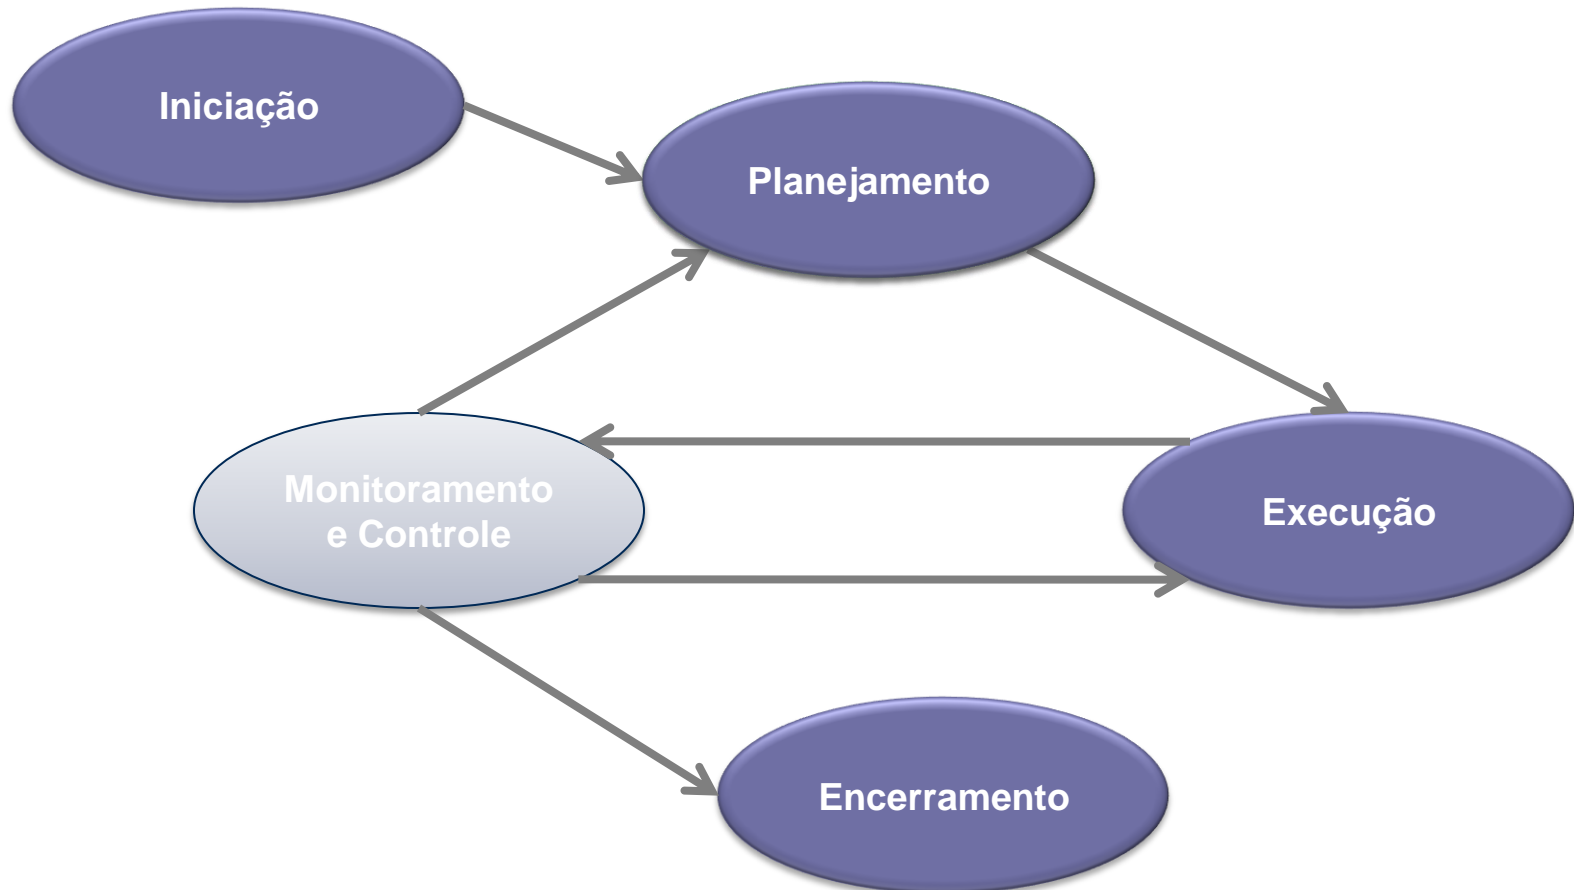 Iniciação
Planejamento
Monitoramento
e Controle
Execução
Encerramento